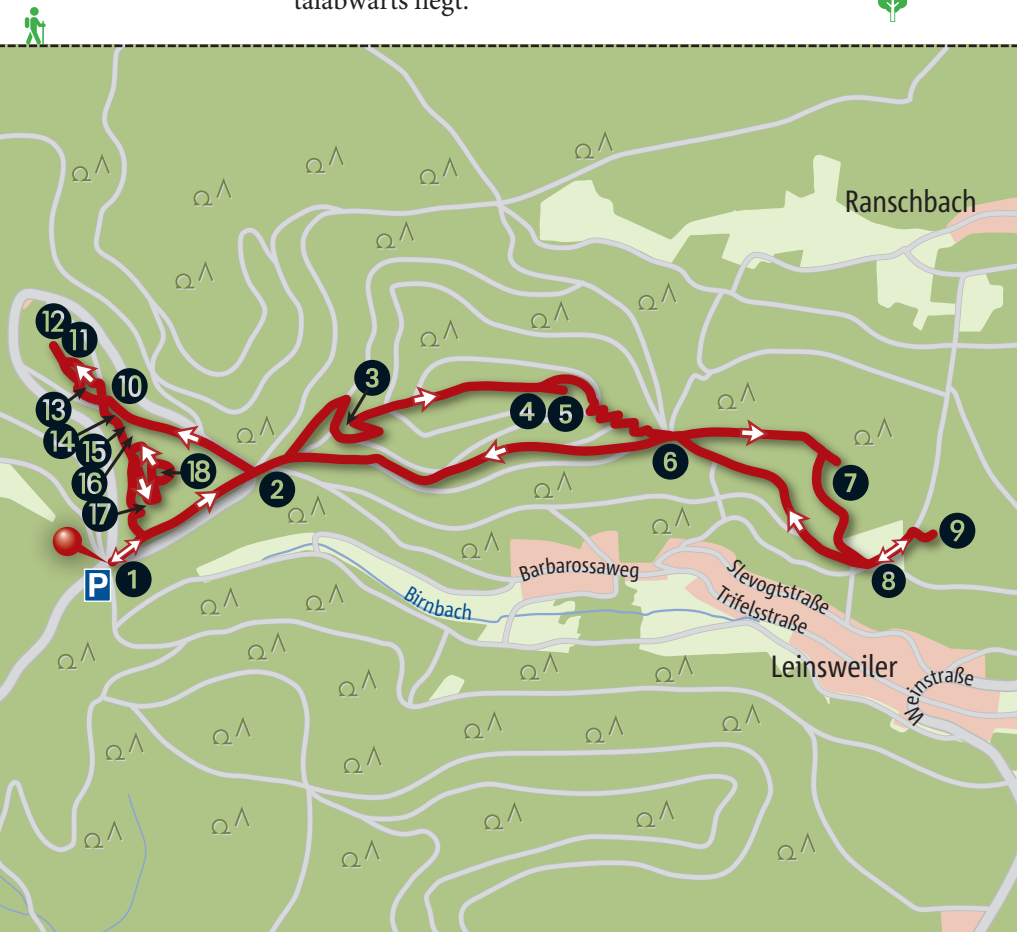 talabwärts liegt.
Ranschbach
12
11
10
3
13
4
5
14
15
6
18
16
2
7
17
9
P
1
8
Barbarossaweg
Slevogtstraße
Trifelsstraße
Birnbach
Leinsweiler
Weinstraße